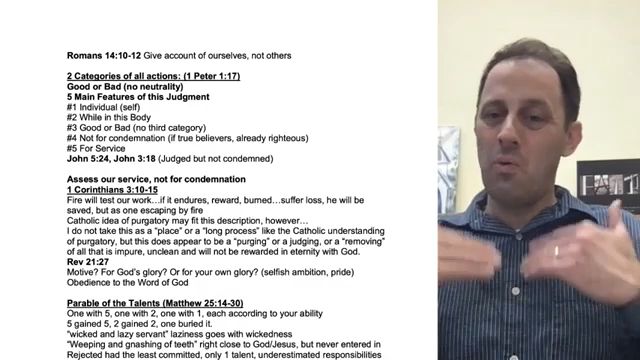 Romans 14:10-12 Give account of ourselves, not others
2 Categories of all actions: (1 Peter 1:17)
Good or Bad (no neutrality)
5 Main Features of this Judgment
#1 Individual (self)
#2 While in this Body
#3 Good or Bad (no third category)
#4 Not for condemnation (if true believers, already righteous)
#5 For Service
John 5:24, John 3:18 (Judged but not condemned)
Assess our service, not for condemnation
1 Corinthians 3:10-15
Fire will test our work…if it endures, reward, burned…suffer loss, he will be
saved, but as one escaping by fire
Catholic idea of purgatory may fit this description, however…
I do not take this as a “place” or a “long process” like the Catholic understanding
of purgatory, but this does appear to be a “purging” or a judging, or a “removing”
of all that is impure, unclean and will not be rewarded in eternity with God.
Rev 21:27
Motive? For God’s glory? Or for your own glory? (selfish ambition, pride)
Obedience to the Word of God
Parable of the Talents (Matthew 25:14-30)
One with 5, one with 2, one with 1, each according to your ability
5 gained 5, 2 gained 2, one buried it.
“wicked and lazy servant” laziness goes with wickedness
“Weeping and gnashing of teeth” right close to God/Jesus, but never entered in
Rejected had the least committed, only 1 talent, underestimated responsibilities